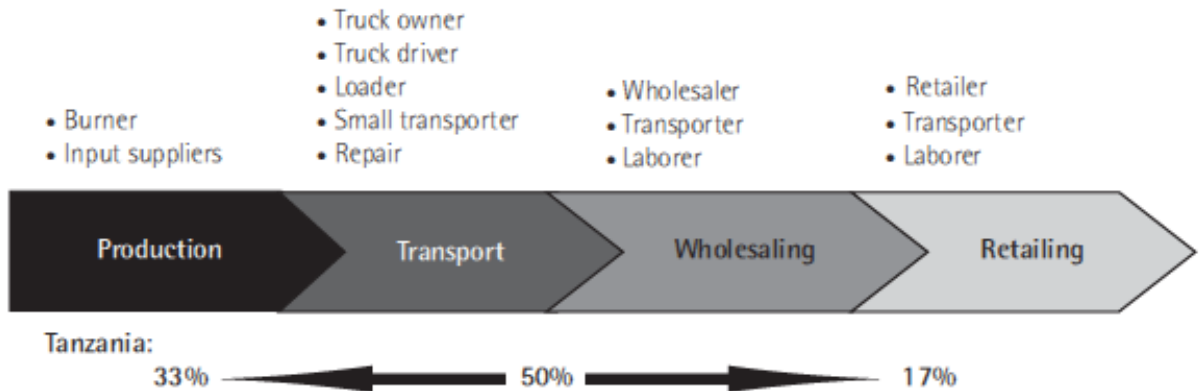 • Burner
• Input suppliers
• Truck owner
• Truck driver
• Loader
• Small transporter
• Repair
• Wholesaler
• Transporter
• Laborer
• Retailer
• Transporter
• Laborer
Production
Transport
Wholesaling
Retailing
Tanzania:
33% 50% 17%